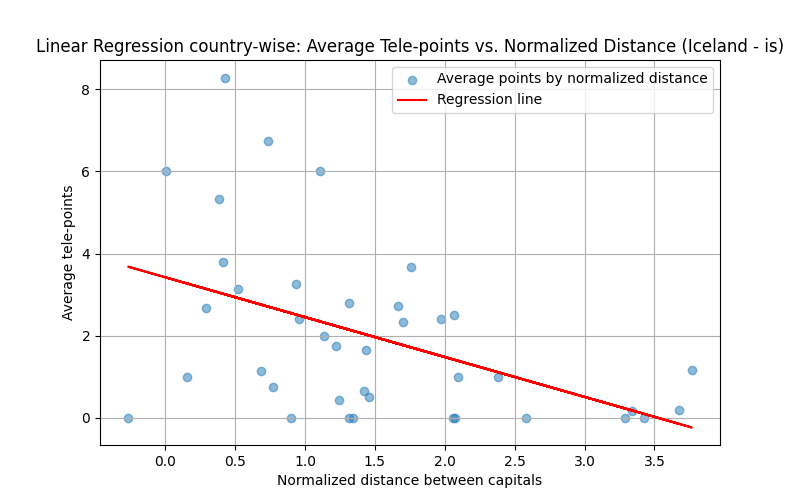 Linear Regression country-wise: Average Tele-points vs. Normalized Distance (Iceland - is)
Average points by normalized distance
Regression line
Average tele-points
8
6
4
2
0
0.0 0.5 1.0 1.5 2.0 2.5 3.0 3.5
Normalized distance between capitals